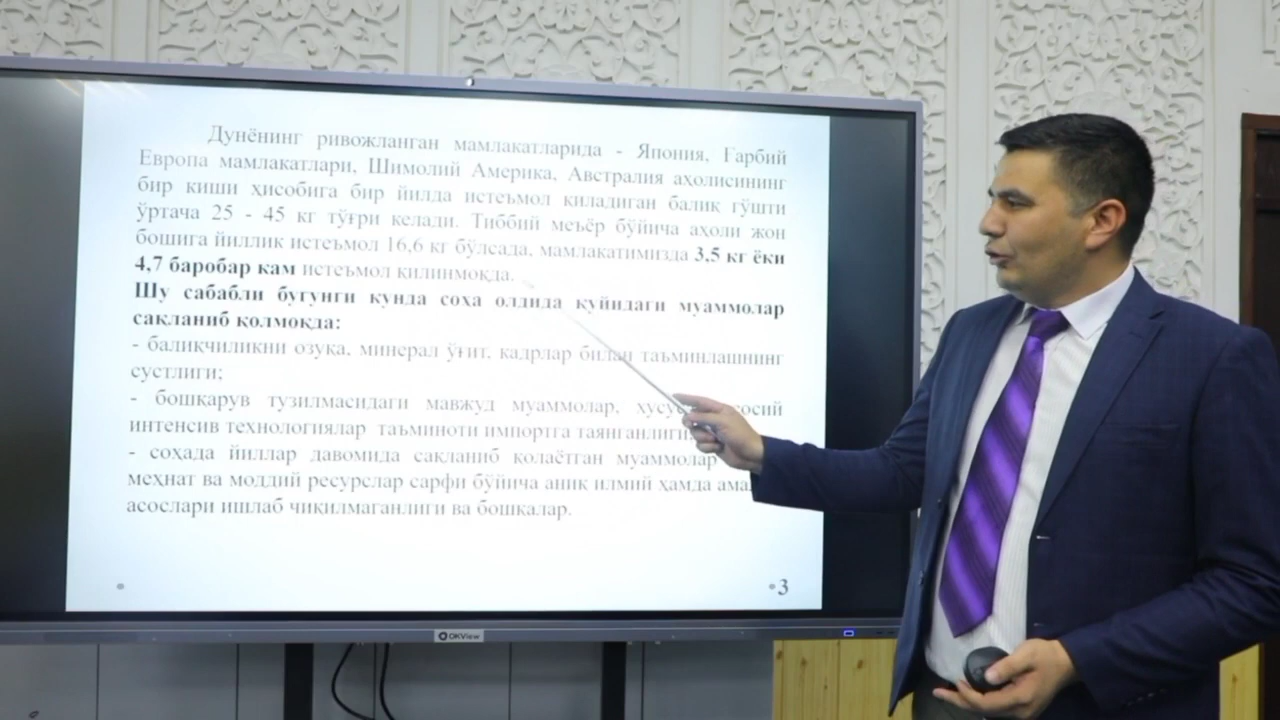 Дунёнинг ривожланган мамлакатларида - Япония, Ғарбий
Европа мамлакатлари, Шимолий Америка, Австралия аҳолисининг
бир киши ҳисобига бир йилда истеъмол қиладиган балиқ гўшти
ўртача 25 - 45 кг тўғри келади. Тиббий меъёр бўйича аҳоли жон
бошига йиллик истеъмол 16,6 кг бўлсада, мамлакатимизда 3,5 кг ёки
4,7 баробар кам истеъмол қилинмоқда.
Шу сабабли бугунги кунда соҳа олдида қуйидаги муаммолар
сақланиб қолмоқда:
- балиқчиликни озуқа, минерал ўғит, кадрлар билан таъминлашнинг
сустлиги;
- бошқарув тузилмасидаги мавжуд муаммолар,
интенсив технологиялар таъминоти импортга
- соҳада йиллар давомида сақланиб қолаётган муаммолар
меҳнат ва моддий ресурслар сарфи бўйича аниқ илмий ҳамда
асослари ишлаб чиқилмаганлиги ва бошқалар.
3
OKView